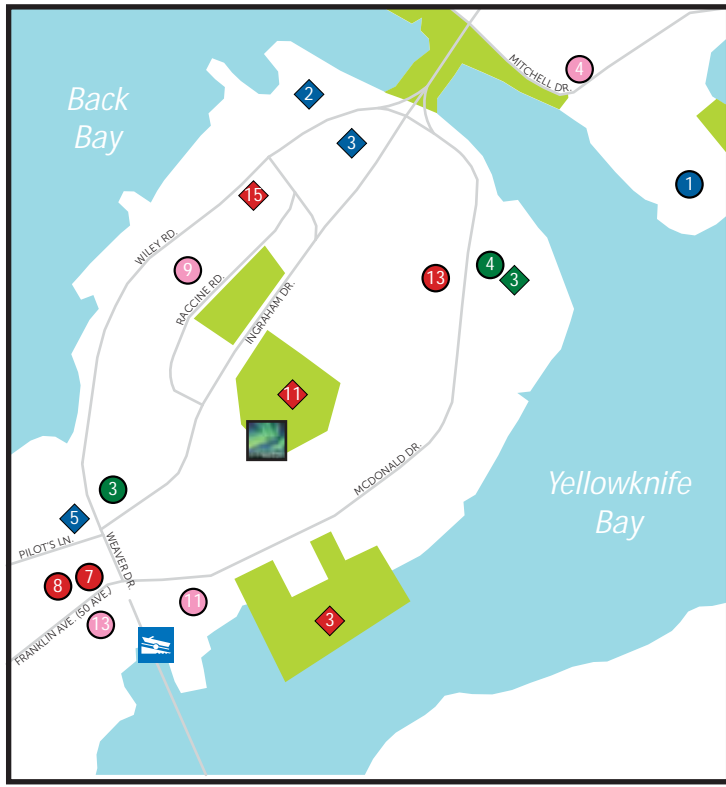 MITCHELL DR.
4
2
Back
Bay
3
1
15
WILEY RD.
9
RACCINE RD.
INGRAHAM DR.
13
4
3
11
MCDONALD DR.
Yellowknife
Bay
3
5
PILOT'S LN.
WEAVER DR.
8
7
FRANKLIN AVE. (50 AVE.)
11
13
3